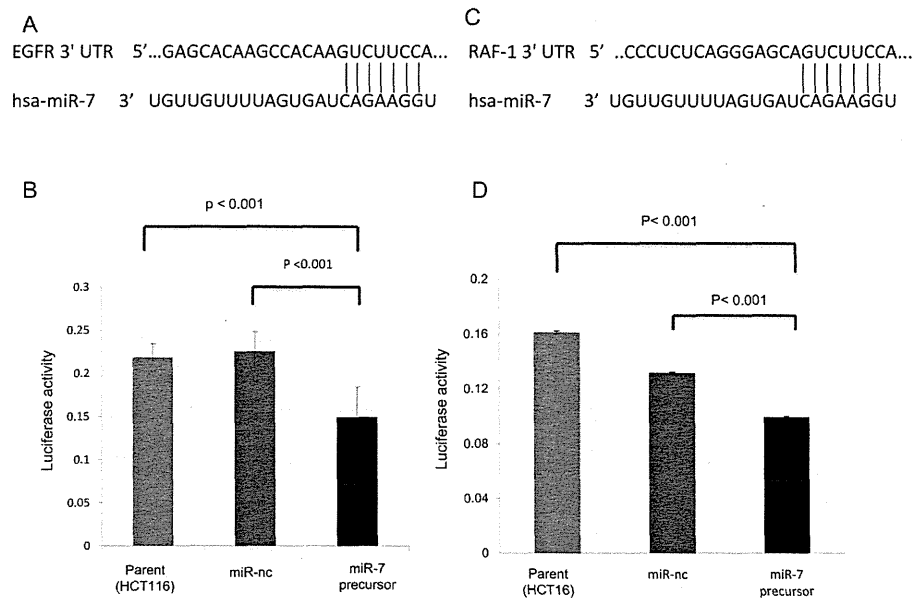 A
EGFR 3' UTR 5’...GAGCACAAGCCACAAGUCUUCCA...
hsa-miR-7 3’ UGUUGUUUUAGUGAUCAGAAGGU
C
RAF-1 3' UTR 5’ ..CCCUCUCAGGGAGCAGUCUUCCA...
hsa-miR-7 3’ UGUUGUUUUAGUGAUCAGAAGGU
B
p < 0.001
P <0.001
Luciferase activity
0.3
0.25
0.2
0.15
0.1
0.05
0
Parent
(HCT116)
miR-nc
miR-7
precursor
D
P< 0.001
P< 0.001
Luciferase activity
0.2
0.16
0.12
0.08
0.04
0
Parent
(HCT16)
miR-nc
miR-7
precursor